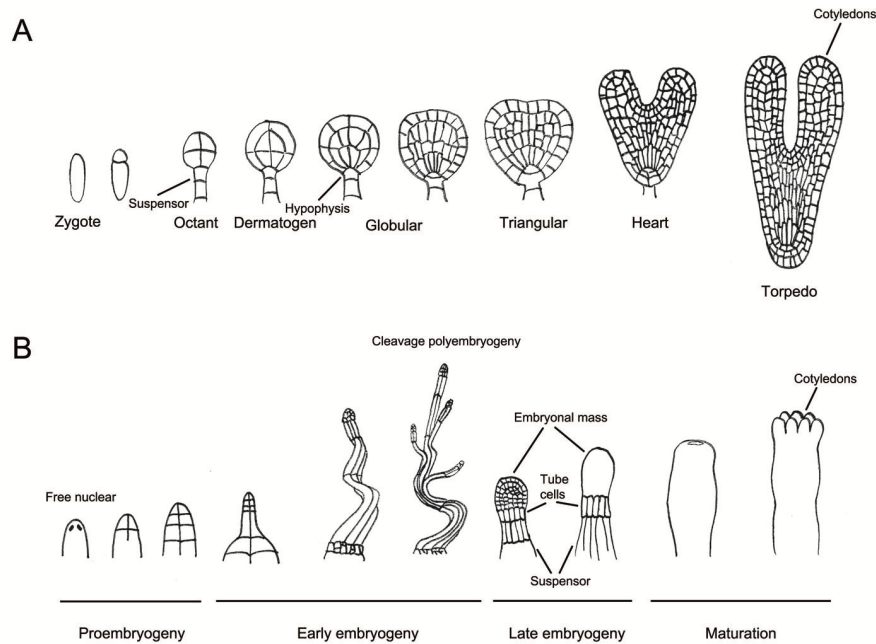 A
Cotyledons
Suspensor
Hypophysis
Zygote
Octant
Dermatogen
Globular
Triangular
Heart
Torpedo
B
Cleavage polyembryogeny
Cotyledons
Embryonal mass
Free nuclear
Tube
cells
Suspensor
Proembryogeny
Early embryogeny
Late embryogeny
Maturation